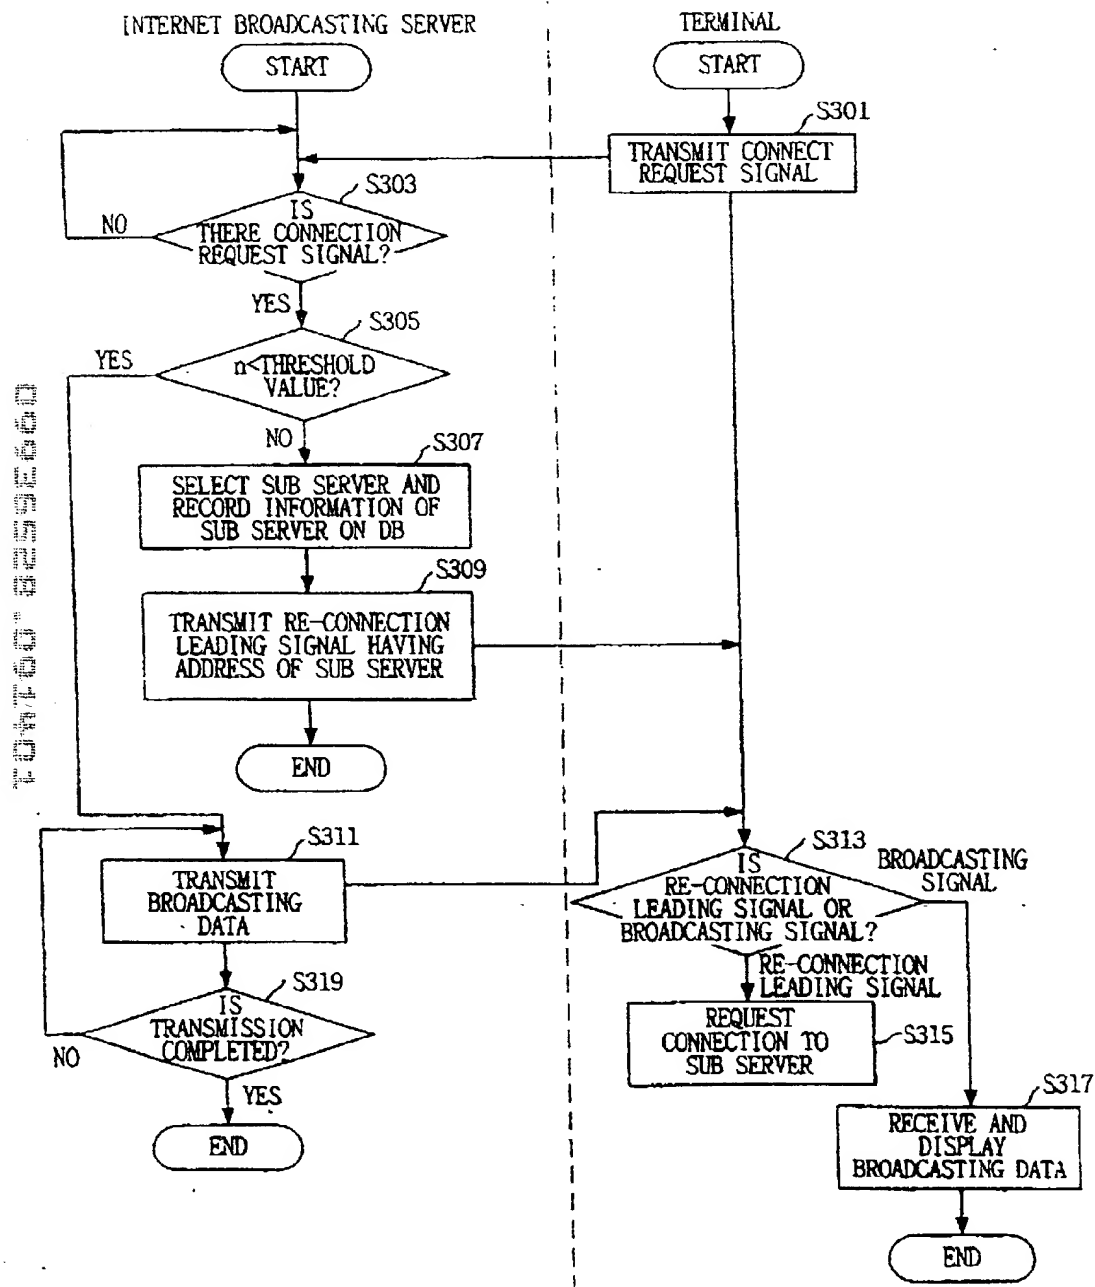 INTERNET BROADCASTING SERVER
TERMINAL
START
START
S301
TRANSMIT CONNECT
REQUEST SIGNAL
S303
IS
THERE CONNECTION
REQUEST SIGNAL?
NO
YES
S305
n<THRESHOLD
VALUE?
YES
NO
S307
SELECT SUB SERVER AND
RECORD INFORMATION OF
SUB SERVER ON DB
S309
TRANSMIT RE-CONNECTION
LEADING SIGNAL HAVING
ADDRESS OF SUB SERVER
END
S311
TRANSMIT
BROADCASTING
DATA
S313
IS
RE-CONNECTION
LEADING SIGNAL OR
BROADCASTING SIGNAL?
BROADCASTING
SIGNAL
RE-CONNECTION
LEADING SIGNAL
S319
IS
TRANSMISSION
COMPLETED?
NO
YES
END
REQUEST
CONNECTION TO
SUB SERVER
S315
S317
RECEIVE AND
DISPLAY
BROADCASTING DATA
END